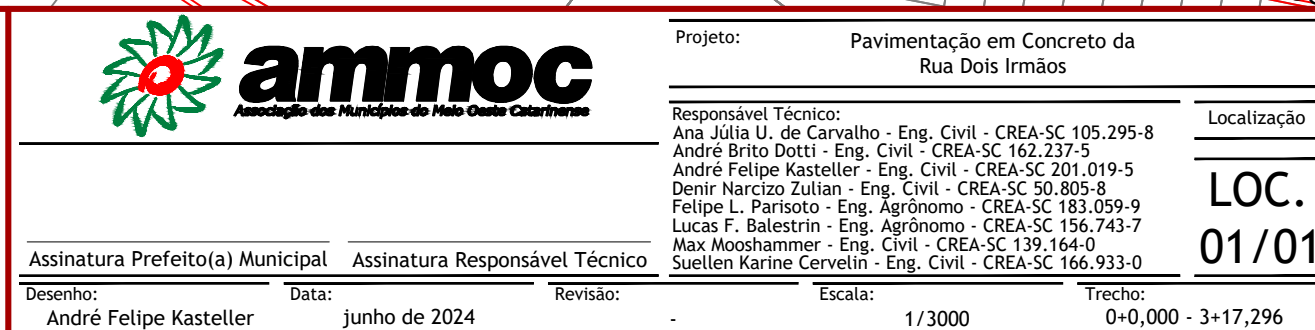 ammoc
Associação dos Municípios do Meio Oeste Catarinense
Projeto:
Pavimentação em Concreto da
Rua Dois Irmãos
Responsável Técnico:
Ana Júlia U. de Carvalho - Eng. Civil - CREA-SC 105.295-8
André Brito Dotti - Eng. Civil - CREA-SC 162.237-5
André Felipe Kasteller - Eng. Civil - CREA-SC 201.019-5
Denir Narcizo Zulian - Eng. Civil - CREA-SC 50.805-8
Felipe L. Parisoto - Eng. Agrônomo - CREA-SC 183.059-9
Lucas F. Balestrin - Eng. Agrônomo - CREA-SC 156.743-7
Max Mooshammer - Eng. Civil - CREA-SC 139.164-0
Suellen Karine Cervelin - Eng. Civil - CREA-SC 166.933-0
Localização
LOC.
01/01
Assinatura Prefeito(a) Municipal
Assinatura Responsável Técnico
Desenho:
André Felipe Kasteller
Data:
junho de 2024
Revisão:
-
Escala:
1/3000
Trecho:
0+0,000 - 3+17,296